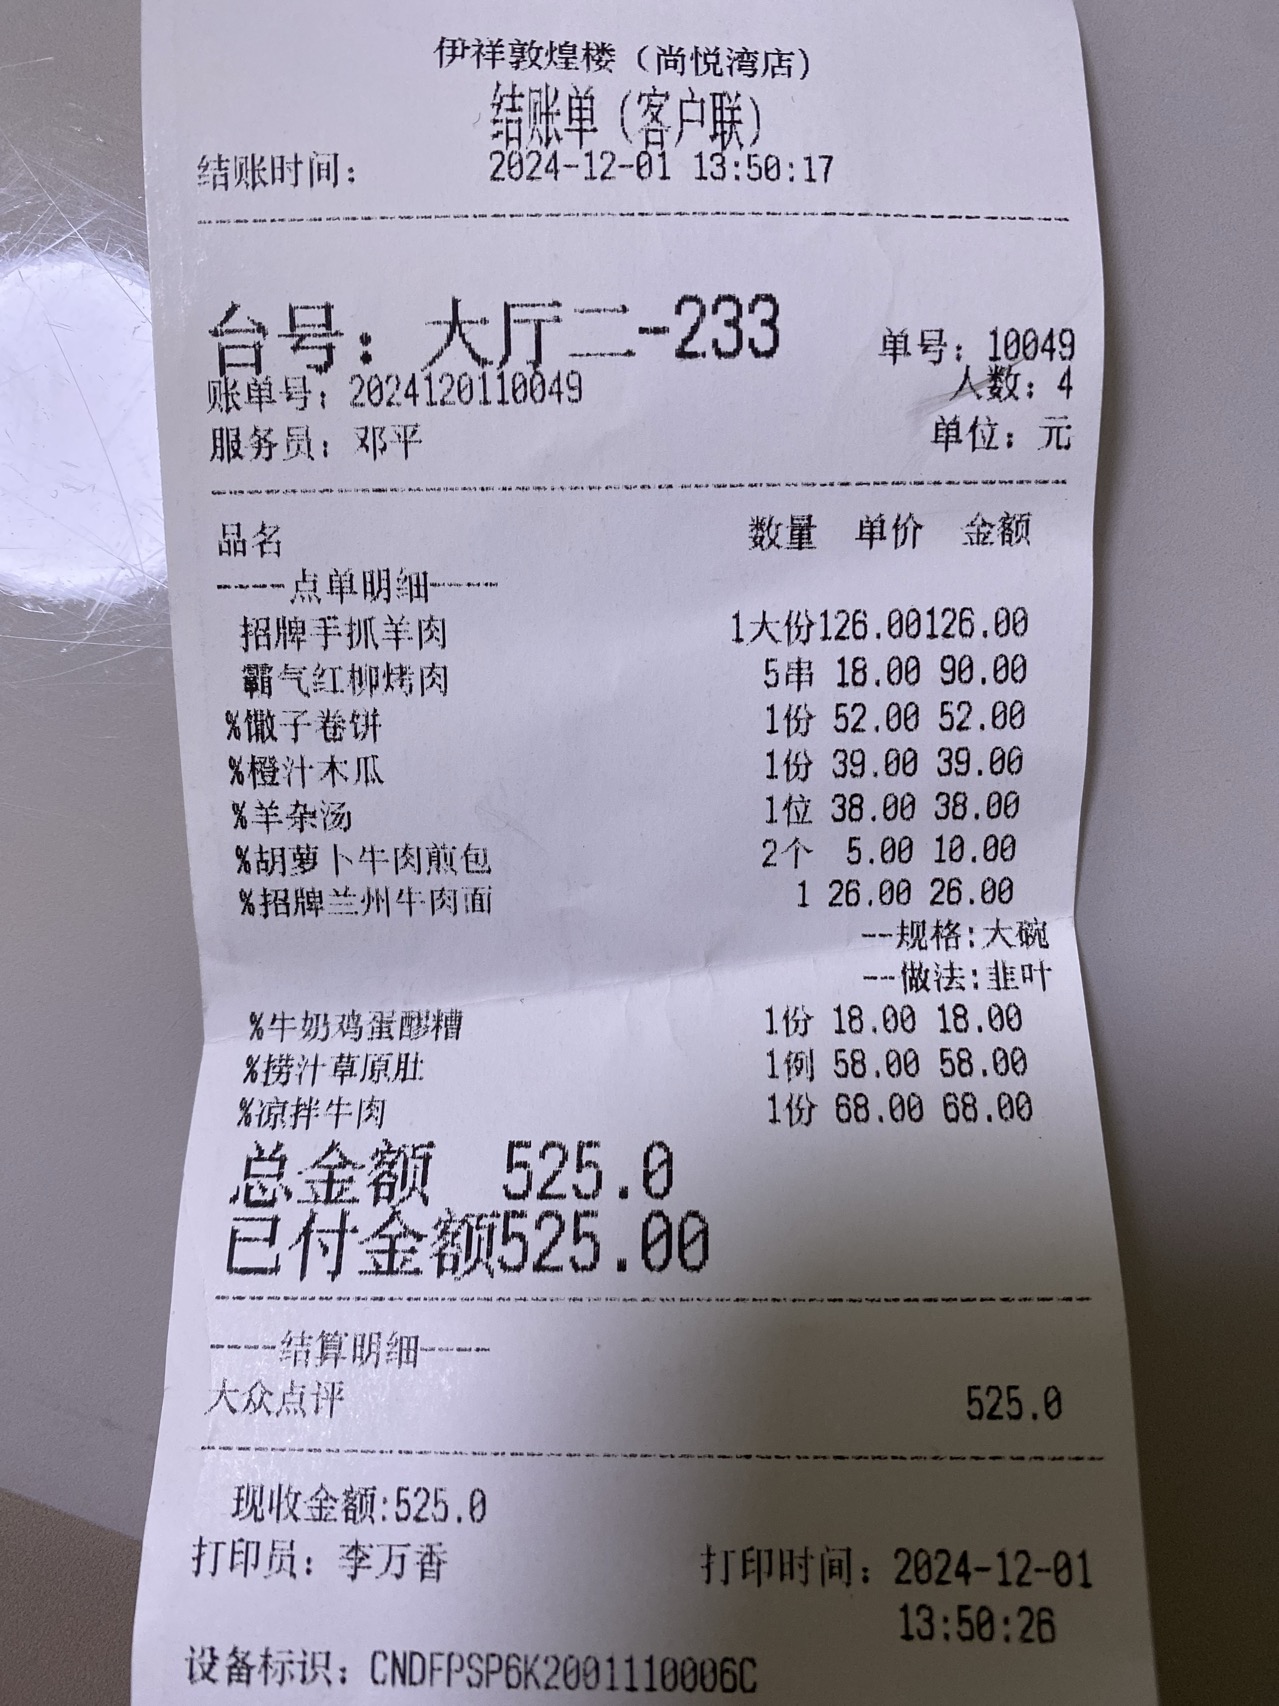 伊祥敦煌楼（尚悦湾店）
结账单（客户联）
结账时间： 2024-12-01 13:50:17
台号：大厅二-233 单号：10049
账单号：2024120110049 人数：4
服务员：邓平 单位：元
品名 数量 单价 金额
----点单明细----
招牌手抓羊肉 1大份126.00126.00
霸气红柳烤肉 5串 18.00 90.00
%馓子卷饼 1份 52.00 52.00
%橙汁木瓜 1份 39.00 39.00
%羊杂汤 1位 38.00 38.00
%胡萝卜牛肉煎包 2个 5.00 10.00
%招牌兰州牛肉面 1 26.00 26.00
--规格:大碗
--做法:韭叶
%牛奶鸡蛋醪糟 1份 18.00 18.00
%捞汁草原肚 1例 58.00 58.00
%凉拌牛肉 1份 68.00 68.00
总金额 525.0
已付金额525.00
----结算明细----
大众点评 525.0
现收金额:525.0
打印员：李万香 打印时间：2024-12-01
13:50:26
设备标识：CNDFPSP6K2001110006C